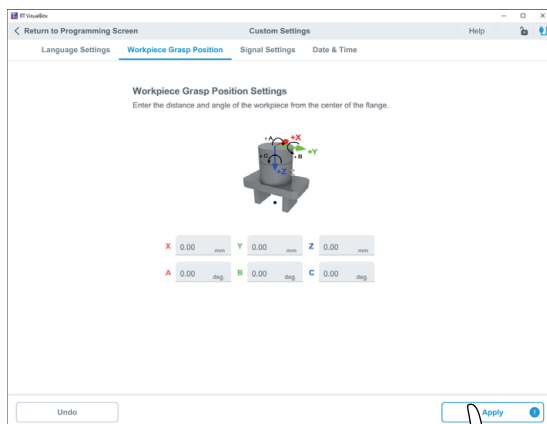 RT VisualBox
Return to Programming Screen
Custom Settings
Help
Language Settings
Workpiece Grasp Position
Signal Settings
Date & Time
Workpiece Grasp Position Settings
Enter the distance and angle of the workpiece from the center of the flange.
+A
+X
+Y
+B
+C
+Z
X 0.00 mm Y 0.00 mm Z 0.00 mm
A 0.00 deg. B 0.00 deg. C 0.00 deg.
Undo
Apply